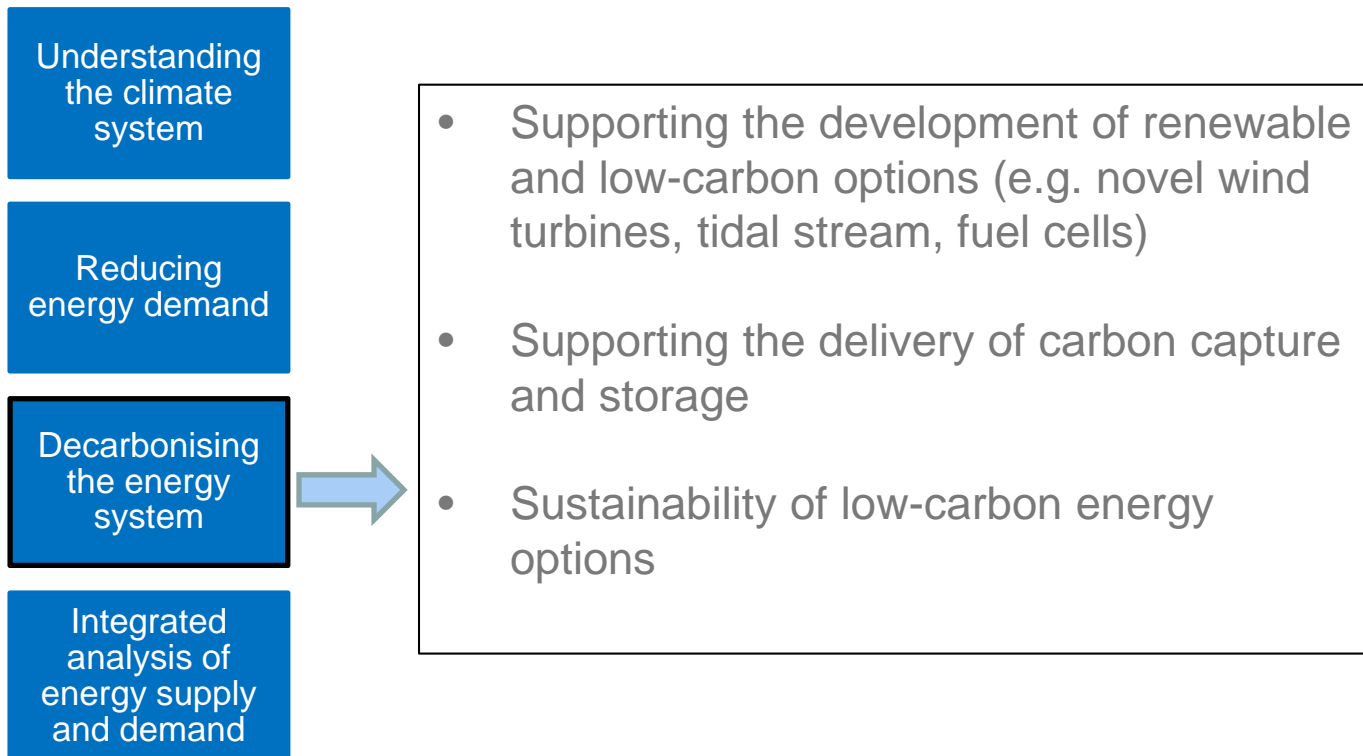 Understanding
the climate
system
Reducing
energy demand
Decarbonising
the energy
system
Integrated
analysis of
energy supply
and demand
• Supporting the development of renewable
and low-carbon options (e.g. novel wind
turbines, tidal stream, fuel cells)
• Supporting the delivery of carbon capture
and storage
• Sustainability of low-carbon energy
options